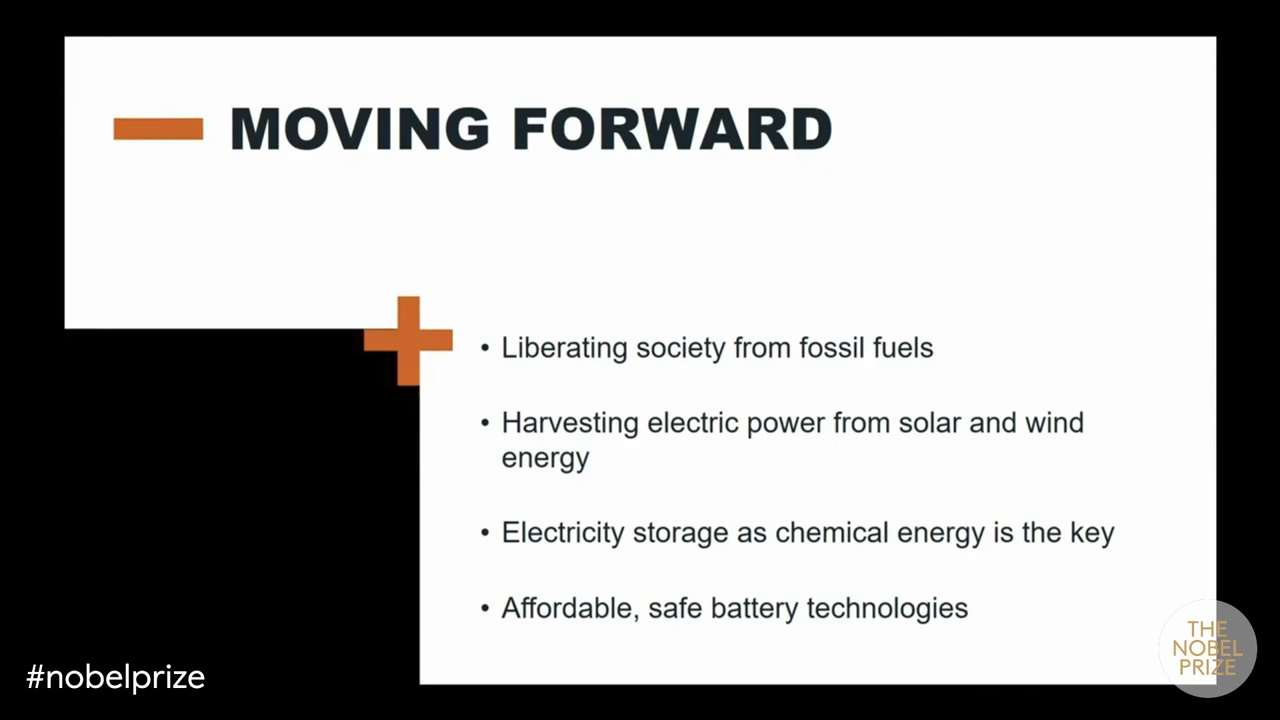 MOVING FORWARD
• Liberating society from fossil fuels
• Harvesting electric power from solar and wind
energy
• Electricity storage as chemical energy is the key
• Affordable, safe battery technologies
#nobelprize
THE
NOBEL
PRIZE